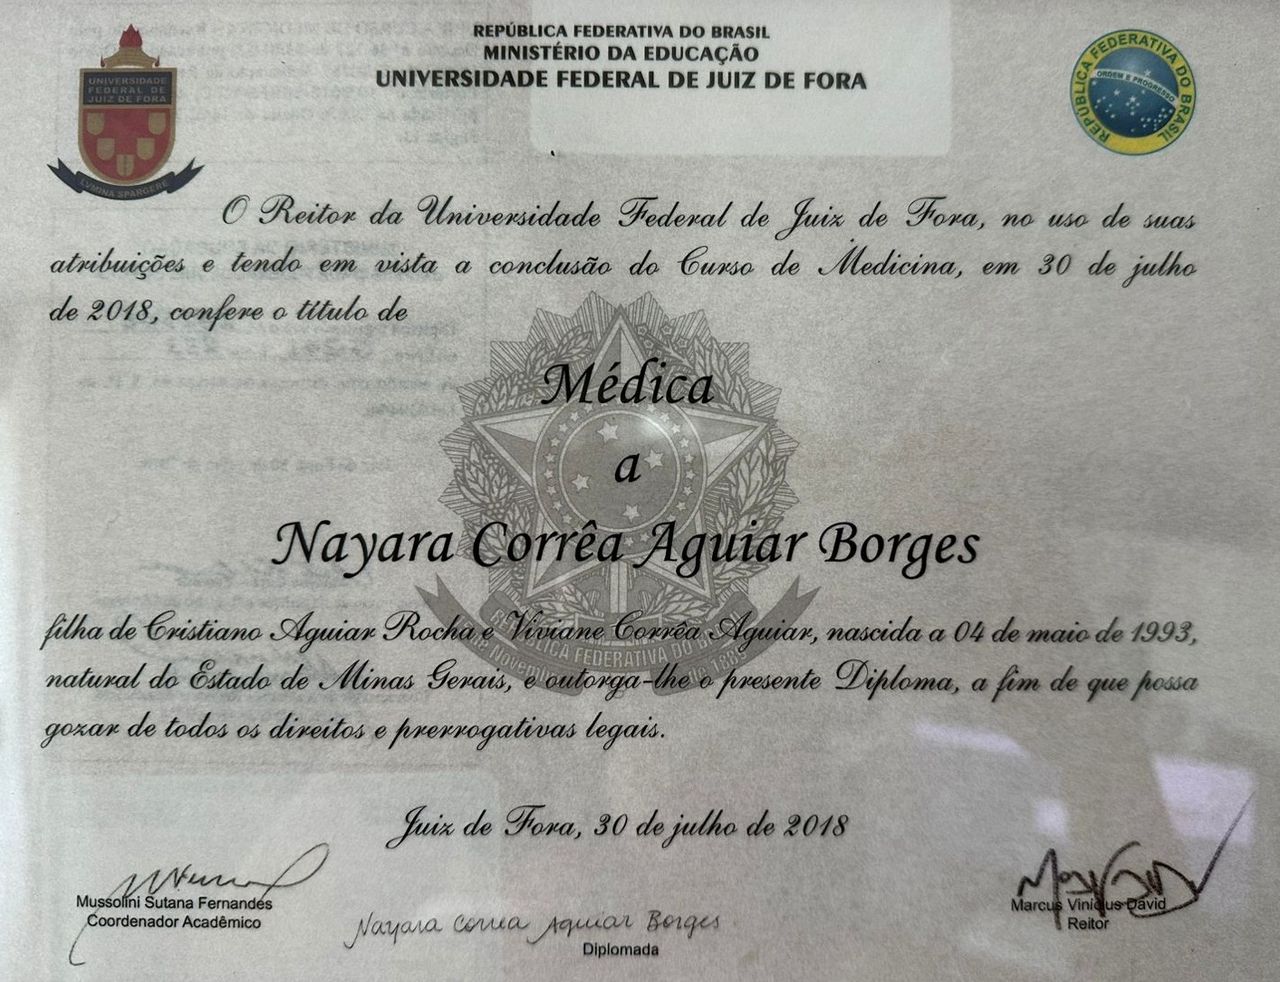 REPÚBLICA FEDERATIVA DO BRASIL
MINISTÉRIO DA EDUCAÇÃO
UNIVERSIDADE FEDERAL DE JUIZ DE FORA
UNIVERSIDADE
FEDERAL DE
JUIZ DE FORA
LVMINA SPARGERE
REPÚBLICA FEDERATIVA DO BRASIL
ORDEM E PROGRESSO
O Reitor da Universidade Federal de Juiz de Fora, no uso de suas
atribuições e tendo em vista a conclusão do Curso de Medicina, em 30 de julho
de 2018, confere o título de
Médica
a
Nayara Corrêa Aguiar Borges
filha de Cristiano Aguiar Rocha e Viviane Corrêa Aguiar, nascida a 04 de maio de 1993,
natural do Estado de Minas Gerais, e outorga-lhe o presente Diploma, a fim de que possa
gozar de todos os direitos e prerrogativas legais.
Juiz de Fora, 30 de julho de 2018
Mussolini Sutana Fernandes
Coordenador Acadêmico
Nayara Correa Aguiar Borges
Diplomada
Marcus Vinicius David
Reitor